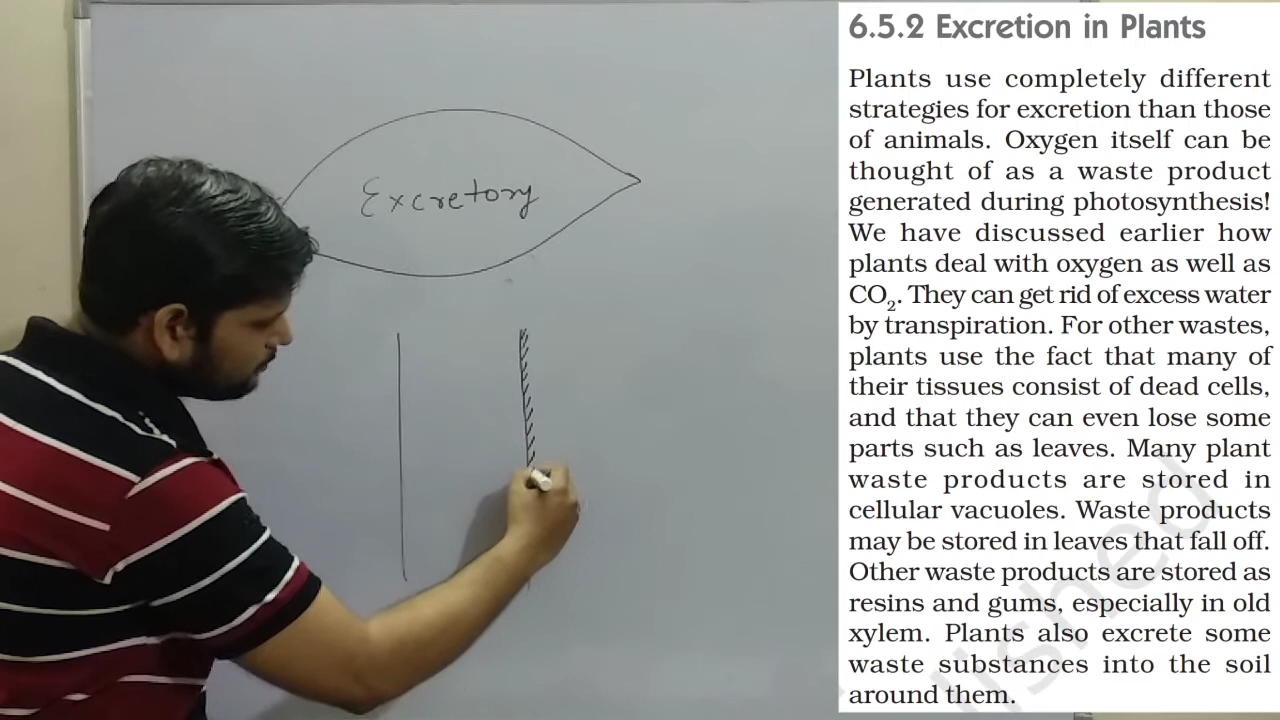 Excretory
6.5.2 Excretion in Plants
Plants use completely different
strategies for excretion than those
of animals. Oxygen itself can be
thought of as a waste product
generated during photosynthesis!
We have discussed earlier how
plants deal with oxygen as well as
CO₂. They can get rid of excess water
by transpiration. For other wastes,
plants use the fact that many of
their tissues consist of dead cells,
and that they can even lose some
parts such as leaves. Many plant
waste products are stored in
cellular vacuoles. Waste products
may be stored in leaves that fall off.
Other waste products are stored as
resins and gums, especially in old
xylem. Plants also excrete some
waste substances into the soil
around them.